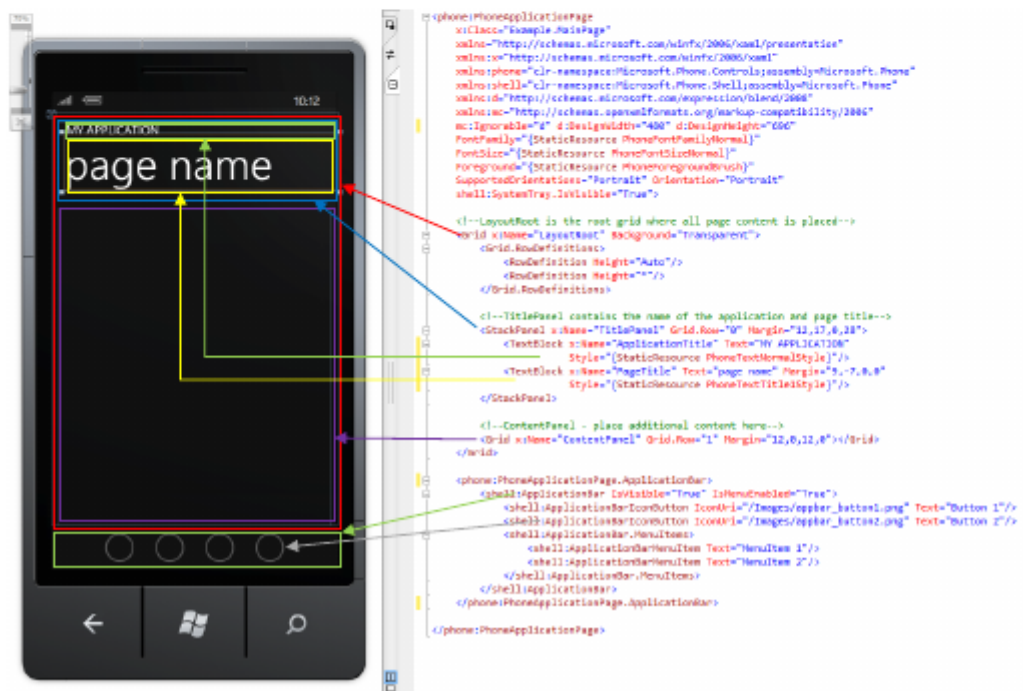 10:12
MY APPLICATION
page name
<phone:PhoneApplicationPage
x:Class="Example.MainPage"
xmlns="http://schemas.microsoft.com/winfx/2006/xaml/presentation"
xmlns:x="http://schemas.microsoft.com/winfx/2006/xaml"
xmlns:phone="clr-namespace:Microsoft.Phone.Controls;assembly=Microsoft.Phone"
xmlns:shell="clr-namespace:Microsoft.Phone.Shell;assembly=Microsoft.Phone"
xmlns:d="http://schemas.microsoft.com/expression/blend/2008"
xmlns:mc="http://schemas.openxmlformats.org/markup-compatibility/2006"
mc:Ignorable="d" d:DesignWidth="480" d:DesignHeight="696"
FontFamily="{StaticResource PhoneFontFamilyNormal}"
FontSize="{StaticResource PhoneFontSizeNormal}"
Foreground="{StaticResource PhoneForegroundBrush}"
SupportedOrientations="Portrait" Orientation="Portrait"
shell:SystemTray.IsVisible="True">
<!--LayoutRoot is the root grid where all page content is placed-->
<Grid x:Name="LayoutRoot" Background="Transparent">
<Grid.RowDefinitions>
<RowDefinition Height="Auto"/>
<RowDefinition Height="*"/>
</Grid.RowDefinitions>
<!--TitlePanel contains the name of the application and page title-->
<StackPanel x:Name="TitlePanel" Grid.Row="0" Margin="12,17,0,28">
<TextBlock x:Name="ApplicationTitle" Text="MY APPLICATION"
Style="{StaticResource PhoneTextNormalStyle}"/>
<TextBlock x:Name="PageTitle" Text="page name" Margin="9,-7,0,0"
Style="{StaticResource PhoneTextTitle1Style}"/>
</StackPanel>
<!--ContentPanel - place additional content here-->
<Grid x:Name="ContentPanel" Grid.Row="1" Margin="12,0,12,0"></Grid>
</Grid>
<phone:PhoneApplicationPage.ApplicationBar>
<shell:ApplicationBar IsVisible="True" IsMenuEnabled="True">
<shell:ApplicationBarIconButton IconUri="/Images/appbar_button1.png" Text="Button 1"/>
<shell:ApplicationBarIconButton IconUri="/Images/appbar_button2.png" Text="Button 2"/>
<shell:ApplicationBar.MenuItems>
<shell:ApplicationBarMenuItem Text="MenuItem 1"/>
<shell:ApplicationBarMenuItem Text="MenuItem 2"/>
</shell:ApplicationBar.MenuItems>
</shell:ApplicationBar>
</phone:PhoneApplicationPage.ApplicationBar>
</phone:PhoneApplicationPage>